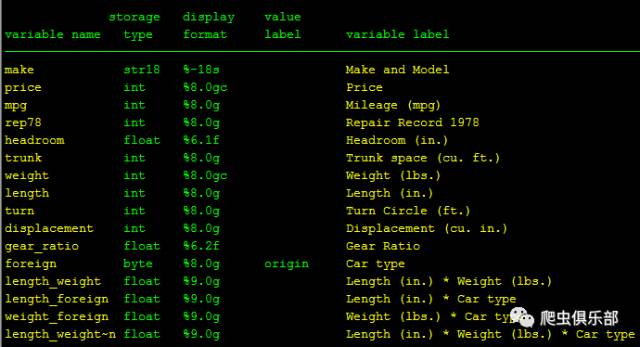 storage   display    value
variable name   type    format     label      variable label
make            str18   %-18s                 Make and Model
price           int     %8.0gc                Price
mpg             int     %8.0g                 Mileage (mpg)
rep78           int     %8.0g                 Repair Record 1978
headroom        float   %6.1f                 Headroom (in.)
trunk           int     %8.0g                 Trunk space (cu. ft.)
weight          int     %8.0gc                Weight (lbs.)
length          int     %8.0g                 Length (in.)
turn            int     %8.0g                 Turn Circle (ft.)
displacement    int     %8.0g                 Displacement (cu. in.)
gear_ratio      float   %6.2f                 Gear Ratio
foreign         byte    %8.0g      origin     Car type
length_weight   float   %9.0g                 Length (in.) * Weight (lbs.)
length_foreign  float   %9.0g                 Length (in.) * Car type
weight_foreign  float   %9.0g                 Weight (lbs.) * Car type
length_weight~n float   %9.0g                 Length (in.) * Weight (lbs.) * Car type
爬虫俱乐部